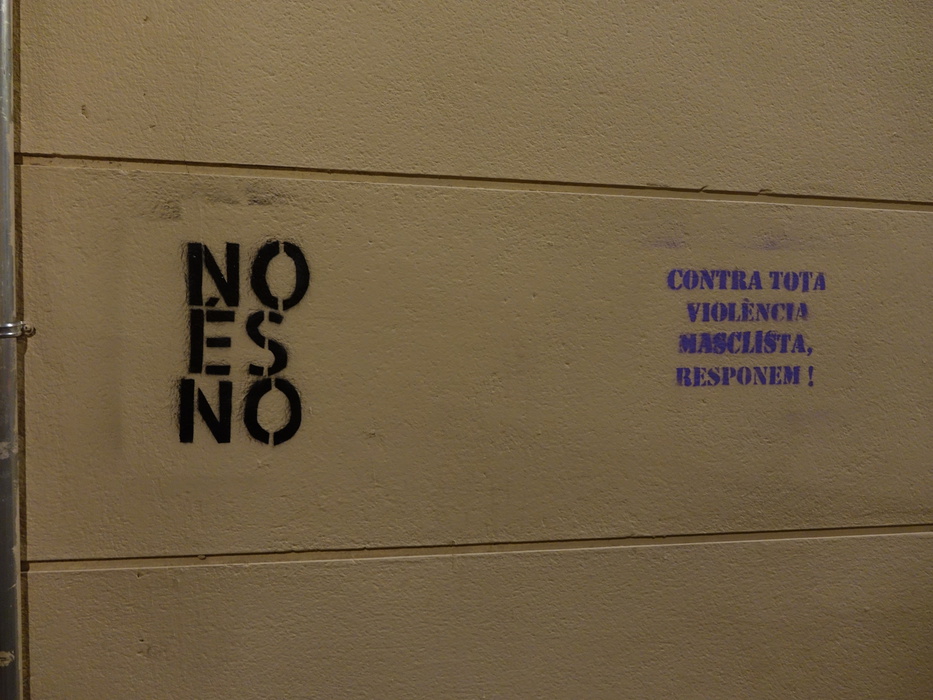 NO
ÉS
NO
CONTRA TOTA
VIOLÈNCIA
MASCLISTA,
RESPONEM !